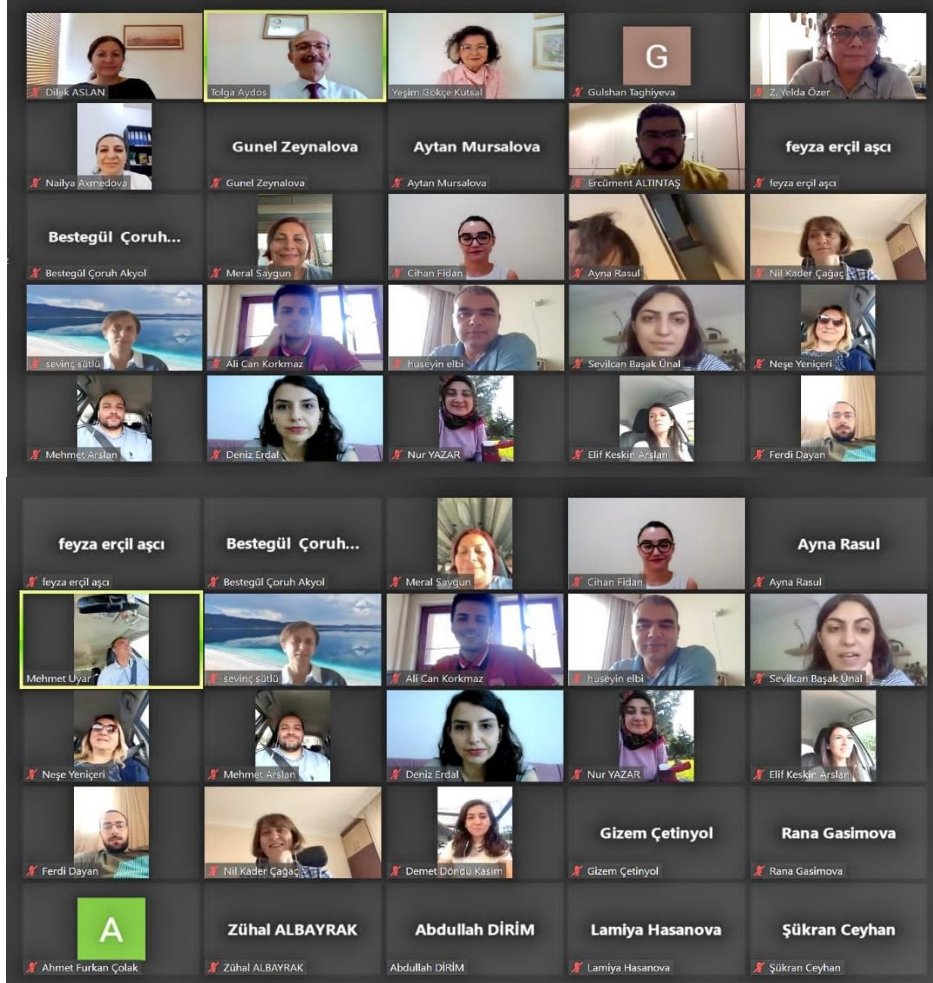 Dilek ASLAN
Tolga Aydos
Yeşim Gökçe Kutsal
G
Gulshan Taghiyeva
Z. Yelda Özer
Nailya Axmedova
Gunel Zeynalova
Gunel Zeynalova
Aytan Mursalova
Aytan Mursalova
Ercüment ALTINTAŞ
feyza erçil aşcı
feyza erçil aşcı
Bestegül Çoruh...
Bestegül Çoruh Akyol
Meral Saygun
Cihan Fidan
Ayna Rasul
Nil Kader Çağaç
sevinç sütlü
Ali Can Korkmaz
huseyin elbi
Sevilcan Başak Ünal
Neşe Yeniçeri
Mehmet Arslan
Deniz Erdal
Nur YAZAR
Elif Keskin Arslan
Ferdi Dayan
feyza erçil aşcı
feyza erçil aşcı
Bestegül Çoruh...
Bestegül Çoruh Akyol
Meral Saygun
Cihan Fidan
Ayna Rasul
Ayna Rasul
Mehmet Uyar
sevinç sütlü
Ali Can Korkmaz
huseyin elbi
Sevilcan Başak Ünal
Neşe Yeniçeri
Mehmet Arslan
Deniz Erdal
Nur YAZAR
Elif Keskin Arslan
Ferdi Dayan
Nil Kader Çağaç
Demet Döndü Kasım
Gizem Çetinyol
Gizem Çetinyol
Rana Gasimova
Rana Gasimova
A
Ahmet Furkan Çolak
Zühal ALBAYRAK
Zühal ALBAYRAK
Abdullah DİRİM
Abdullah DİRİM
Lamiya Hasanova
Lamiya Hasanova
Şükran Ceyhan
Şükran Ceyhan